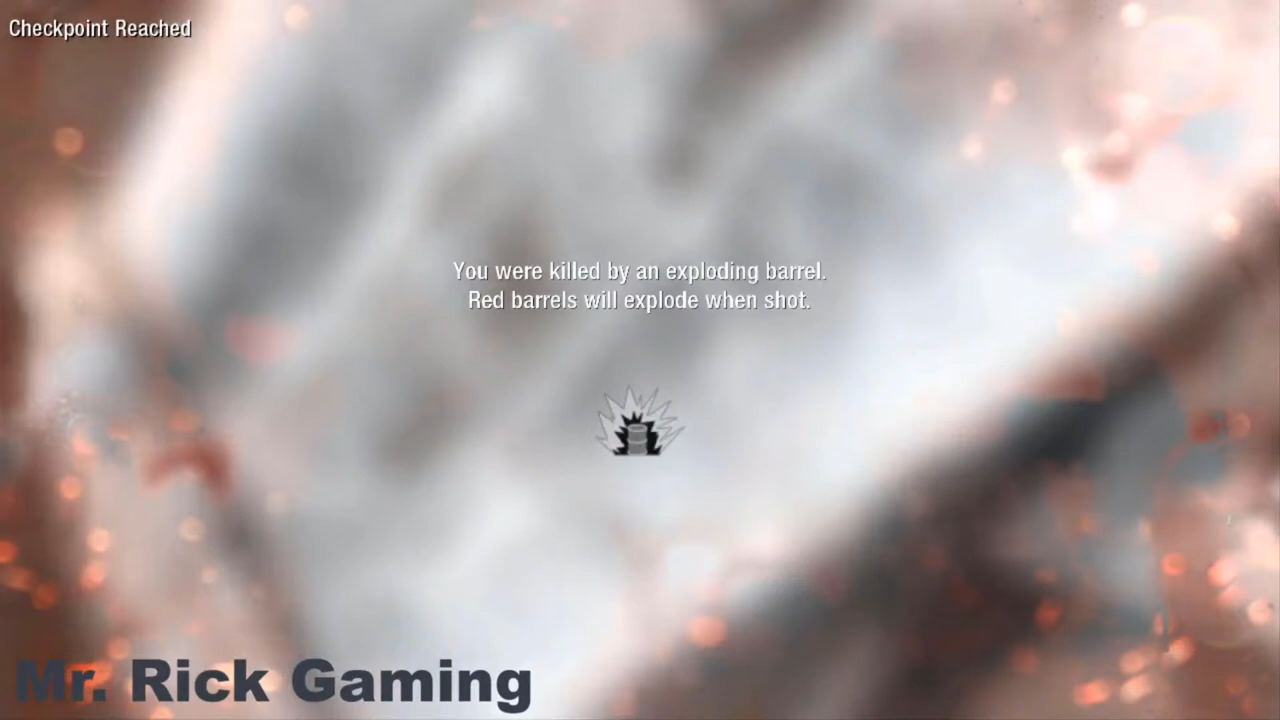 Checkpoint Reached
You were killed by an exploding barrel.
Red barrels will explode when shot.
Mr. Rick Gaming